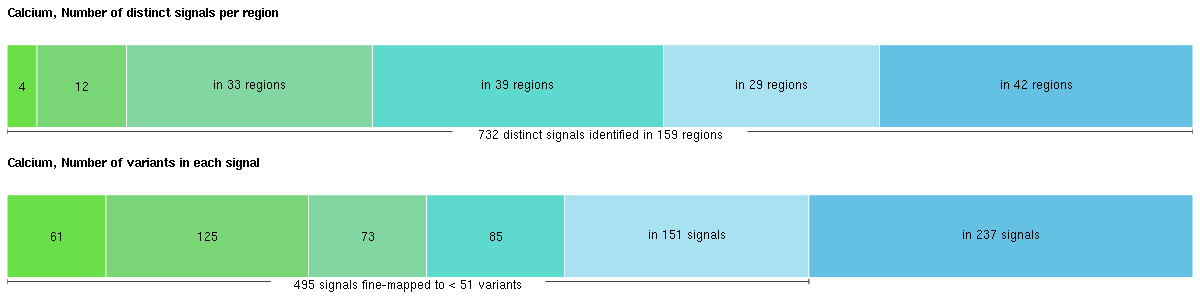 Calcium, Number of distinct signals per region
4 12 in 33 regions in 39 regions in 29 regions in 42 regions
732 distinct signals identified in 159 regions
Calcium, Number of variants in each signal
61 125 73 85 in 151 signals in 237 signals
495 signals fine-mapped to < 51 variants